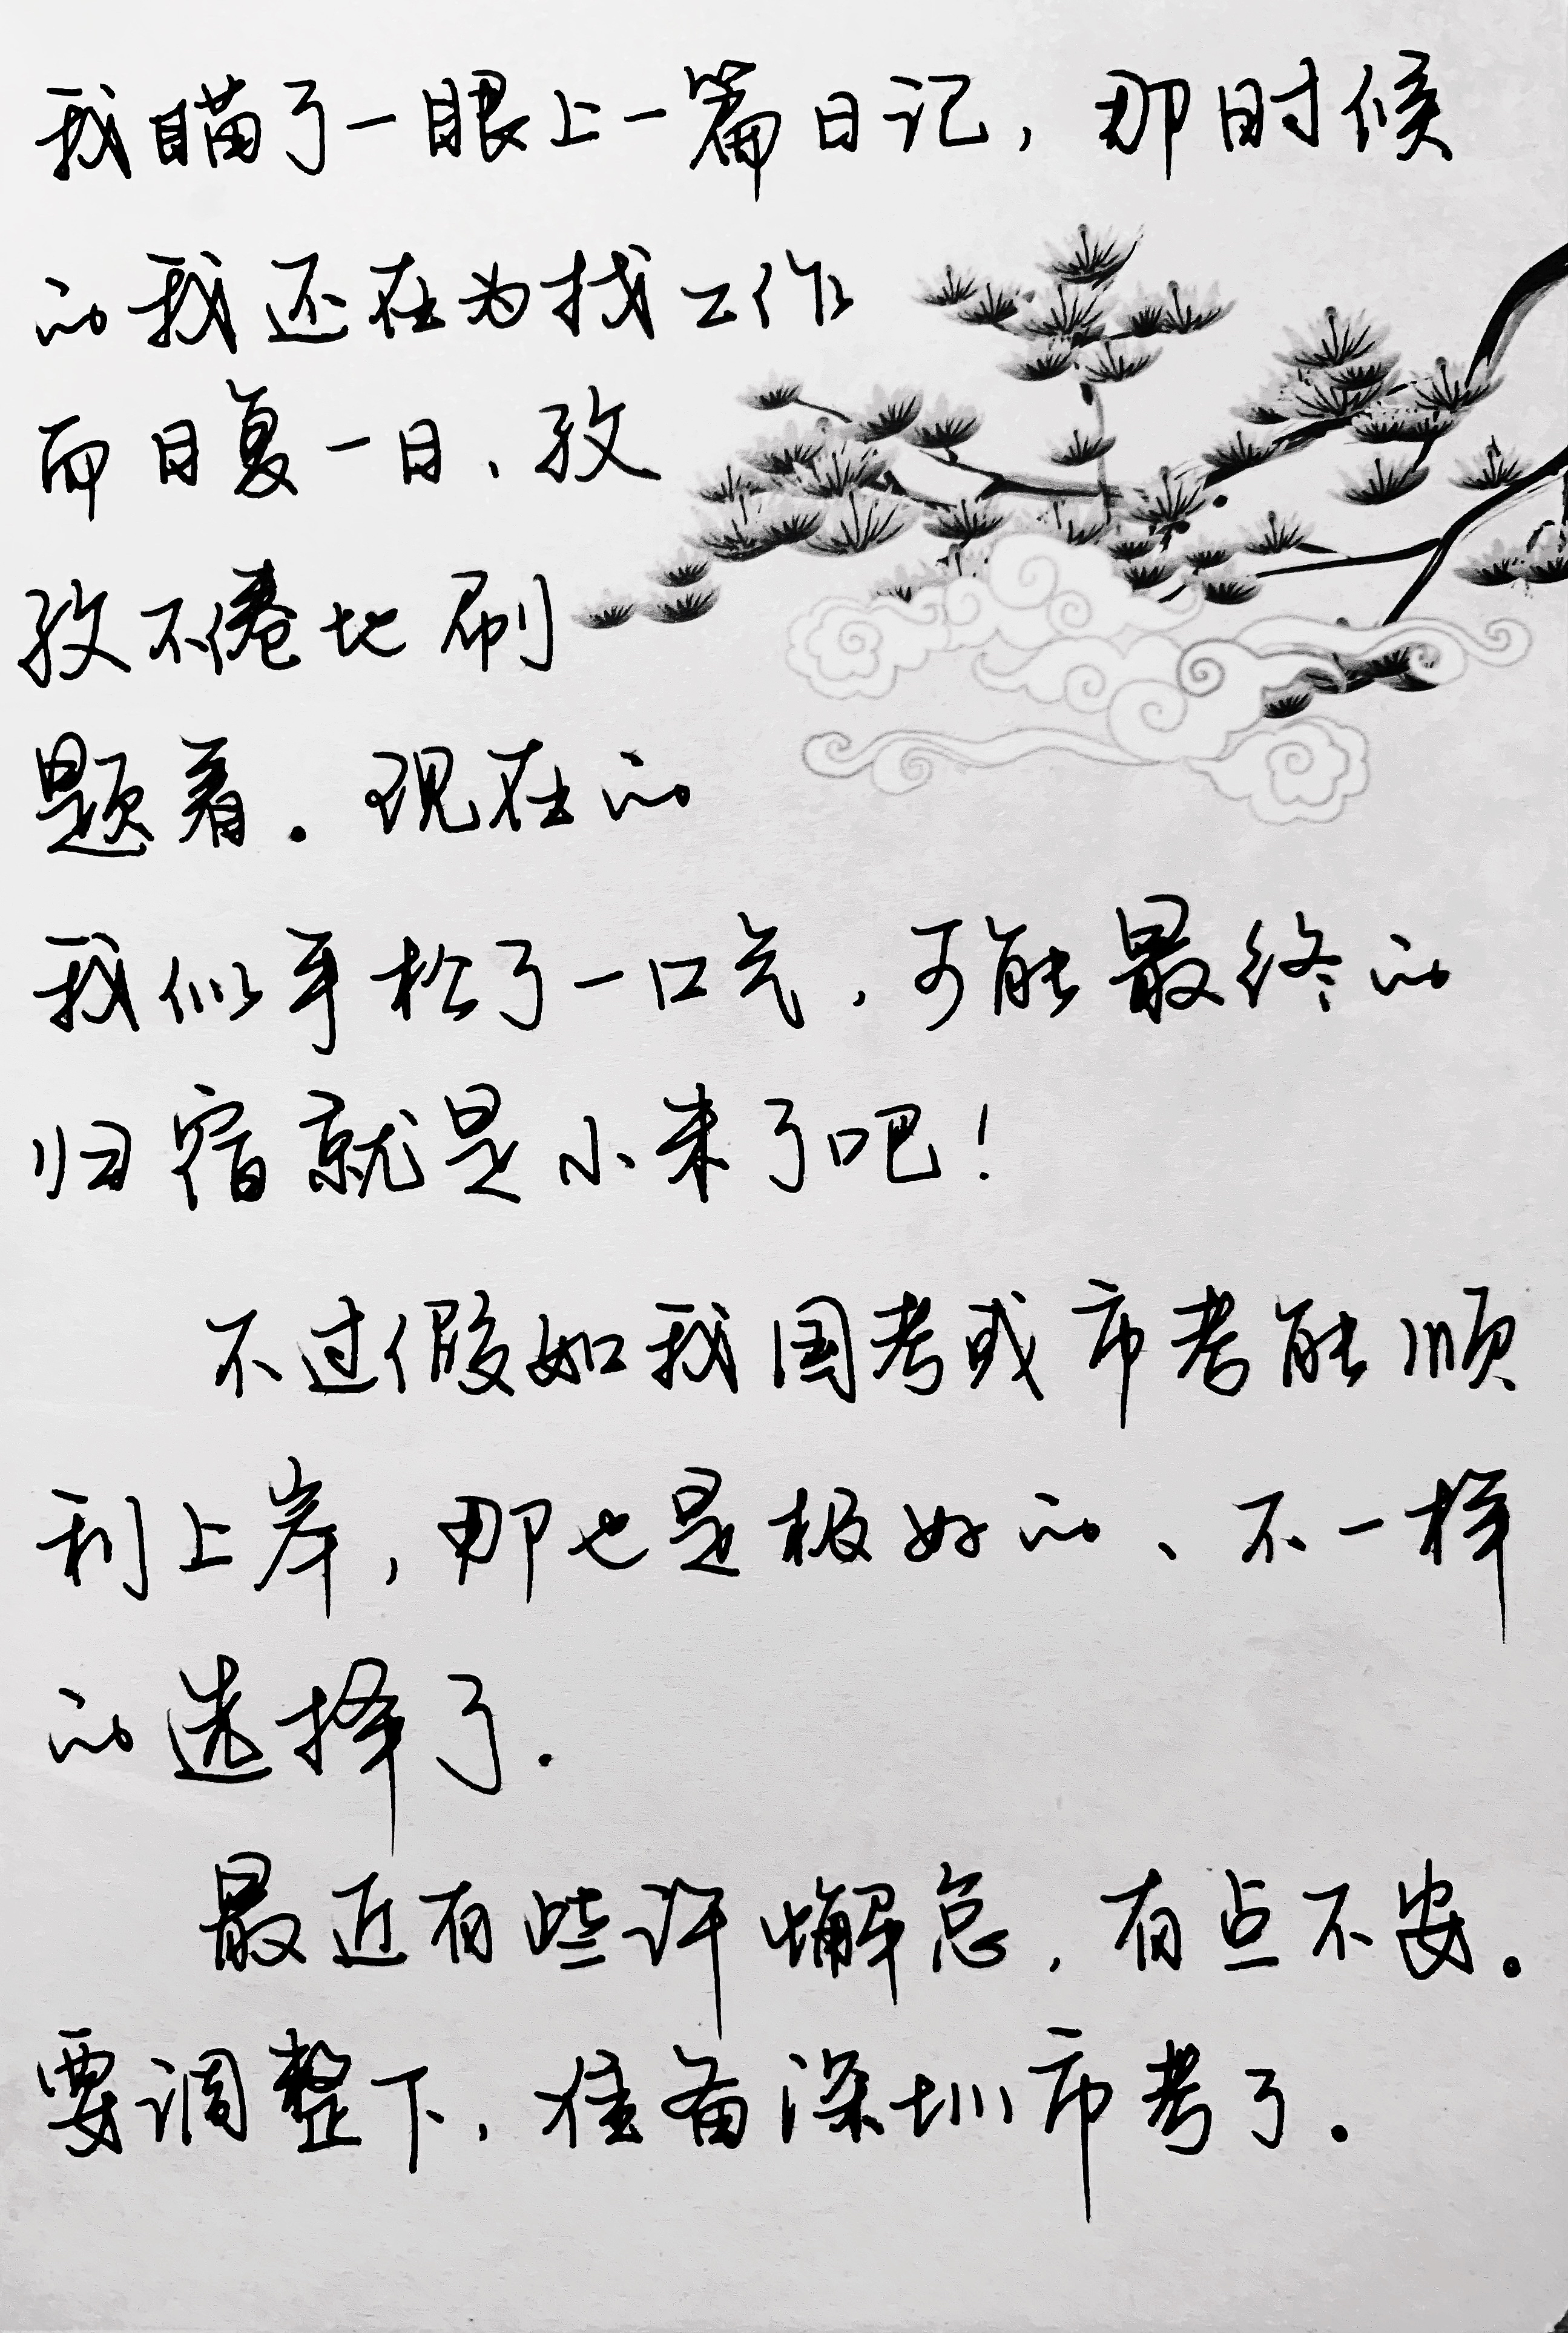 我瞄了一眼上一篇日记，那时候
的我还在为找工作
而日复一日、孜
孜不倦地刷
题着。现在的
我似乎松了一口气，可能最终的
归宿就是小米了吧！
不过假如我国考或市考能顺
利上岸，那也是极好的、不一样
的选择了.
最近有些许懈怠，有点不安。
要调整下，准备深圳市考了。